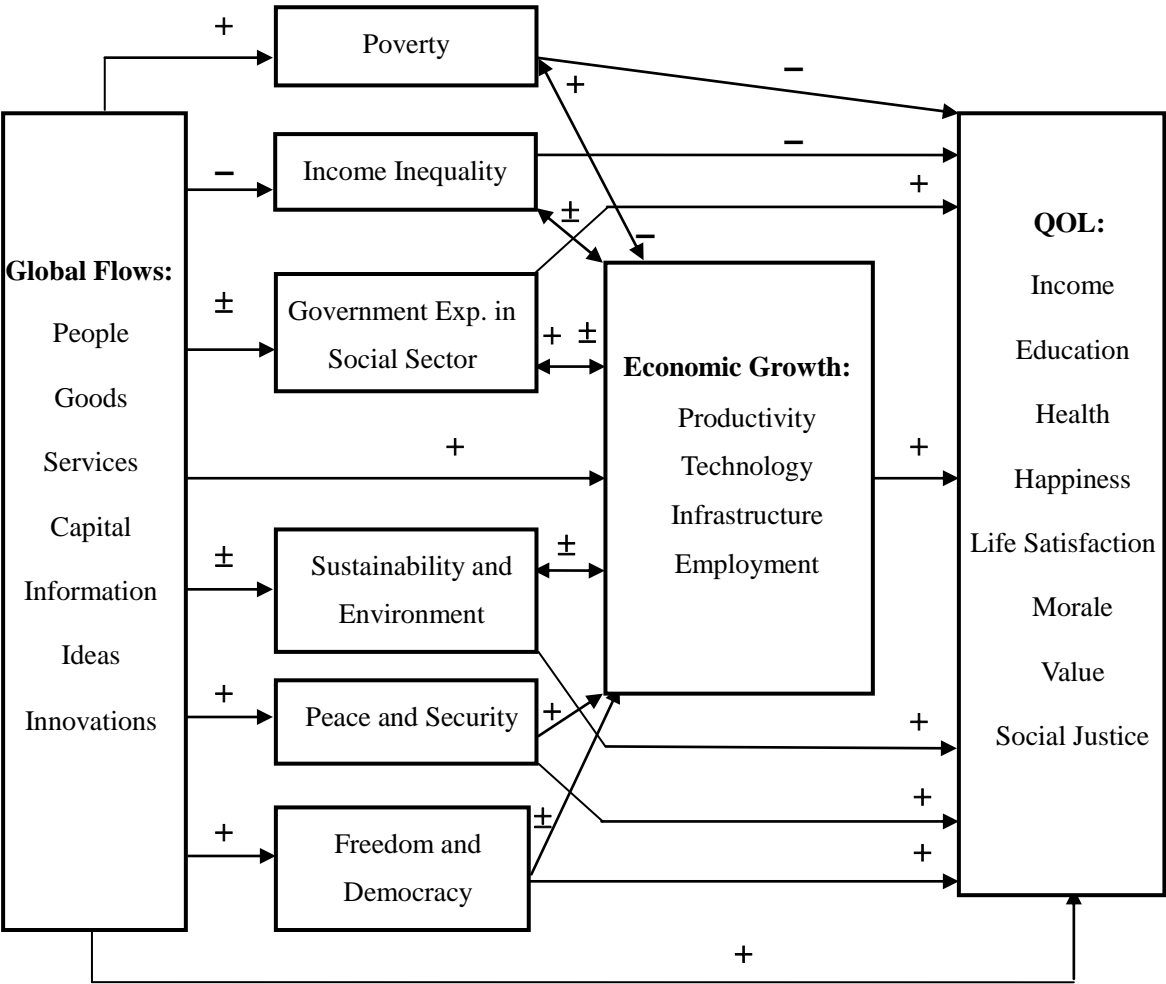 +
Poverty
−
+
−
Income Inequality
−
+
±
−
QOL:
Global Flows:
People
Goods
Services
Capital
Information
Ideas
Innovations
±
Government Exp. in
Social Sector
+ ±
Economic Growth:
Productivity
Technology
Infrastructure
Employment
+
+
Income
Education
Health
Happiness
Life Satisfaction
Morale
Value
Social Justice
±
Sustainability and
Environment
±
+
+
Peace and Security
+
+
+
Freedom and
Democracy
±
+
+